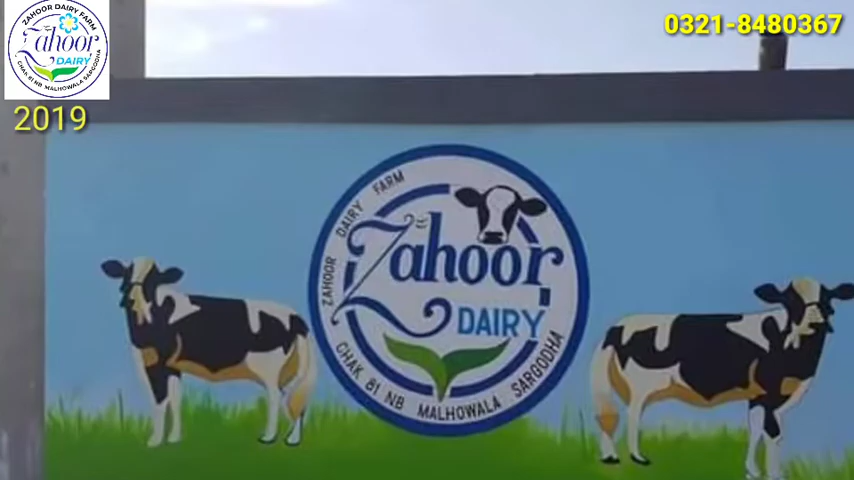 ZAHOOR DAIRY FARM
Zahoor
DAIRY
CHAK 81 NB MALHOWALA SARGODHA
2019
0321-8480367
ZAHOOR DAIRY FARM
Zahoor
DAIRY
CHAK 81 NB MALHOWALA SARGODHA